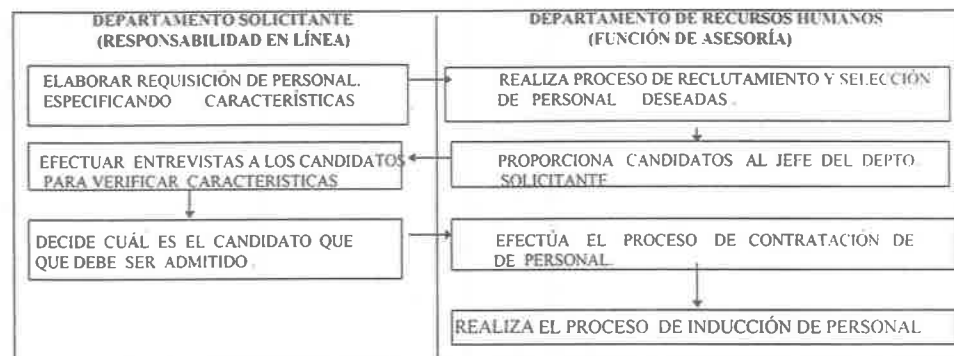 DEPARTAMENTO SOLICITANTE
(RESPONSABILIDAD EN LÍNEA)
DEPARTAMENTO DE RECURSOS HUMANOS
(FUNCIÓN DE ASESORÍA)
ELABORAR REQUISICIÓN DE PERSONAL.
ESPECIFICANDO CARACTERÍSTICAS
REALIZA PROCESO DE RECLUTAMIENTO Y SELECCIÓN
DE PERSONAL DESEADAS.
EFECTUAR ENTREVISTAS A LOS CANDIDATOS
PARA VERIFICAR CARACTERISTICAS
PROPORCIONA CANDIDATOS AL JEFE DEL DEPTO.
SOLICITANTE
DECIDE CUÁL ES EL CANDIDATO QUE
QUE DEBE SER ADMITIDO.
EFECTÚA EL PROCESO DE CONTRATACIÓN DE
DE PERSONAL.
REALIZA EL PROCESO DE INDUCCIÓN DE PERSONAL